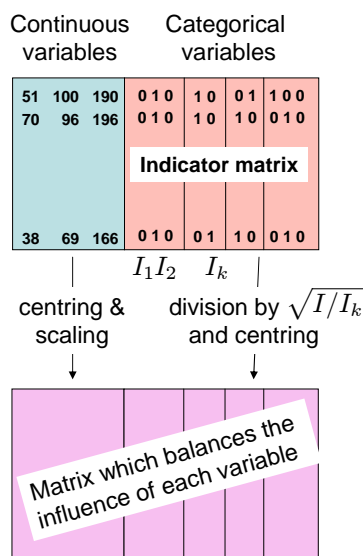 Continuous variables
Categorical variables
51 100 190 0 1 0 1 0 0 1 1 0 0
70 96 196 0 1 0 1 0 1 0 0 1 0
Indicator matrix
38 69 166 0 1 0 0 1 1 0 0 1 0
I₁ I₂ Iₖ
centring & scaling
division by √(I/Iₖ) and centring
Matrix which balances the
influence of each variable